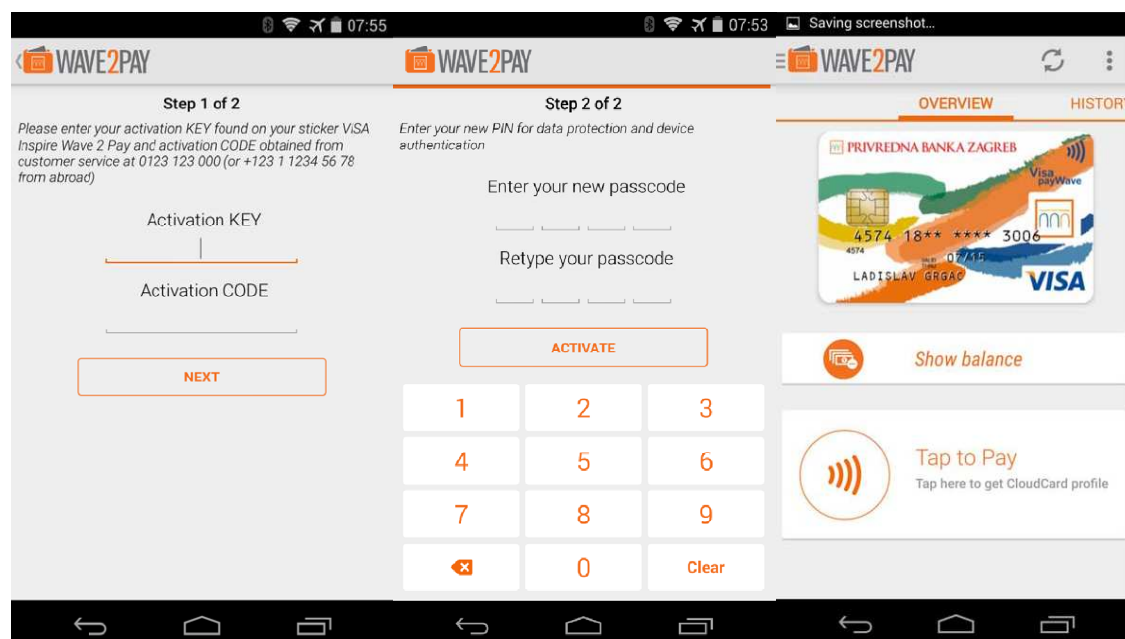 07:55
WAVE2PAY
Step 1 of 2
Please enter your activation KEY found on your sticker ViSA
Inspire Wave 2 Pay and activation CODE obtained from
customer service at 0123 123 000 (or +123 1 1234 56 78
from abroad)
Activation KEY
Activation CODE
NEXT
07:53
WAVE2PAY
Step 2 of 2
Enter your new PIN for data protection and device
authentication
Enter your new passcode
Retype your passcode
ACTIVATE
1 2 3
4 5 6
7 8 9
0 Clear
Saving screenshot...
WAVE2PAY
OVERVIEW HISTOR
PRIVREDNA BANKA ZAGREB
Visa
payWave
4574 18** **** 3006
4574
07/15
LADISLAV GRGAC
VISA
Show balance
Tap to Pay
Tap here to get CloudCard profile